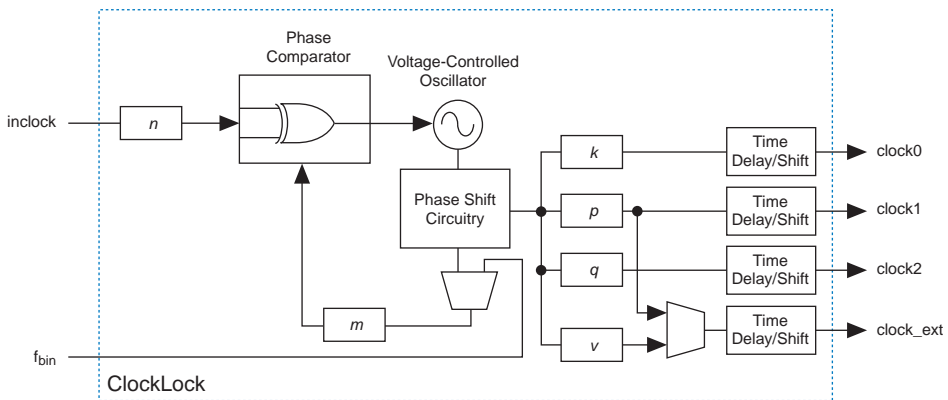 Phase
Comparator
Voltage-Controlled
Oscillator
inclock
n
k
Time
Delay/Shift
clock0
Phase Shift
Circuitry
p
Time
Delay/Shift
clock1
q
Time
Delay/Shift
clock2
m
v
Time
Delay/Shift
clock_ext
fbin
ClockLock